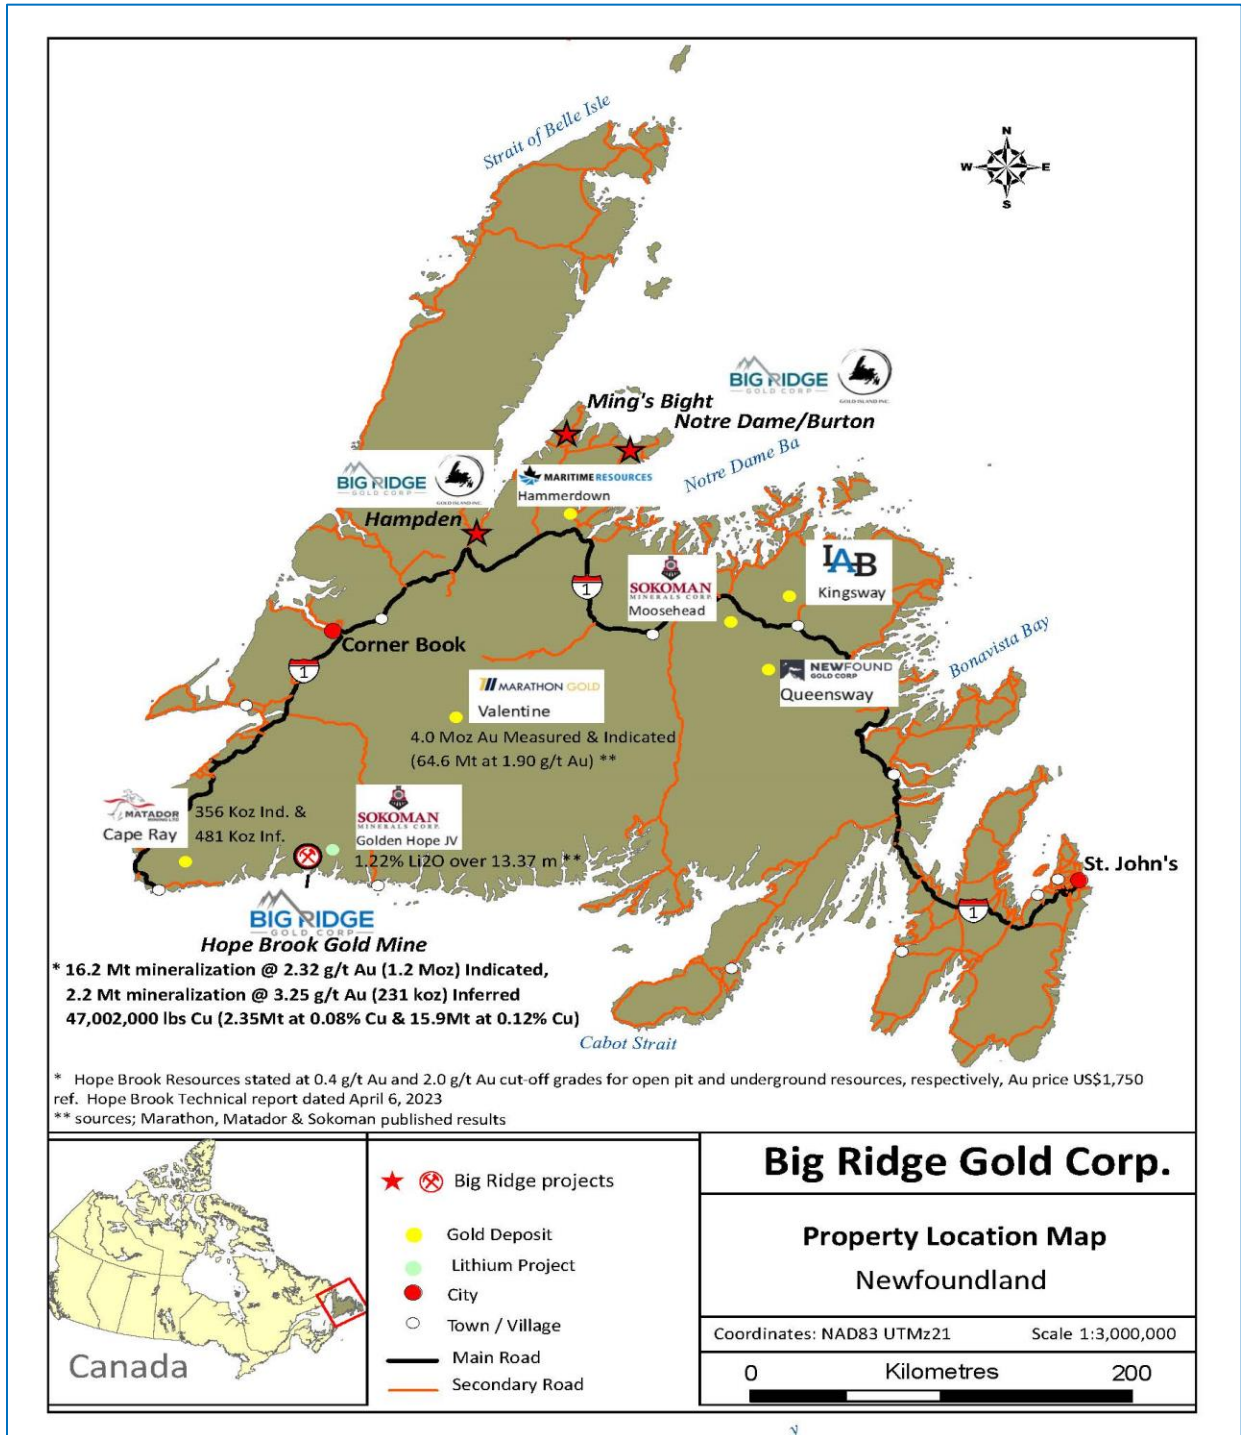 Strait of Belle Isle
N
W E
S
BIG RIDGE
GOLD CORP
GOLD ISLAND INC.
Ming's Bight
Notre Dame/Burton
Notre Dame Ba
BIG RIDGE
GOLD CORP
GOLD ISLAND INC.
Hampden
MARITIME RESOURCES
Hammerdown
IAB
Kingsway
1
SOKOMAN
MINERALS CORP.
Moosehead
Corner Book
1
Bonavista Bay
NEWFOUND
GOLD CORP
Queensway
MARATHON GOLD
Valentine
4.0 Moz Au Measured & Indicated
(64.6 Mt at 1.90 g/t Au) **
MATADOR
MINING LTD
Cape Ray
356 Koz Ind. &
481 Koz Inf.
SOKOMAN
MINERALS CORP.
Golden Hope JV
1.22% Li2O over 13.37 m **
St. John's
1
BIG RIDGE
GOLD CORP
Hope Brook Gold Mine
* 16.2 Mt mineralization @ 2.32 g/t Au (1.2 Moz) Indicated,
2.2 Mt mineralization @ 3.25 g/t Au (231 koz) Inferred
47,002,000 lbs Cu (2.35Mt at 0.08% Cu & 15.9Mt at 0.12% Cu)
Cabot Strait
* Hope Brook Resources stated at 0.4 g/t Au and 2.0 g/t Au cut-off grades for open pit and underground resources, respectively, Au price US$1,750
ref. Hope Brook Technical report dated April 6, 2023
** sources; Marathon, Matador & Sokoman published results
Canada
Big Ridge projects
Gold Deposit
Lithium Project
City
Town / Village
Main Road
Secondary Road
Big Ridge Gold Corp.
Property Location Map
Newfoundland
Coordinates: NAD83 UTMz21 Scale 1:3,000,000
0 Kilometres 200
v